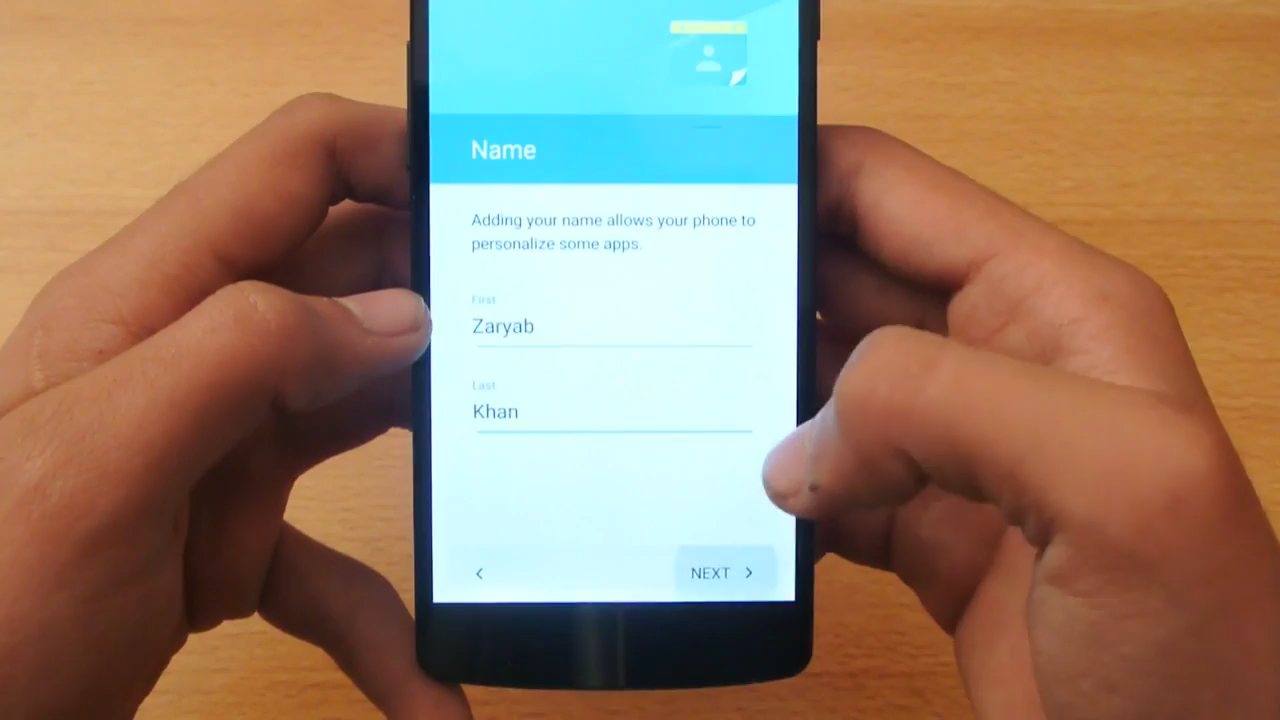 Name
Adding your name allows your phone to
personalize some apps.
First
Zaryab
Last
Khan
NEXT